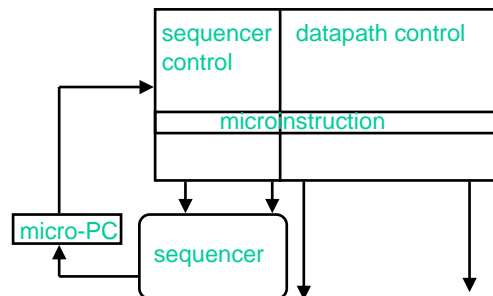 sequencer control
datapath control
microinstruction
micro-PC
sequencer